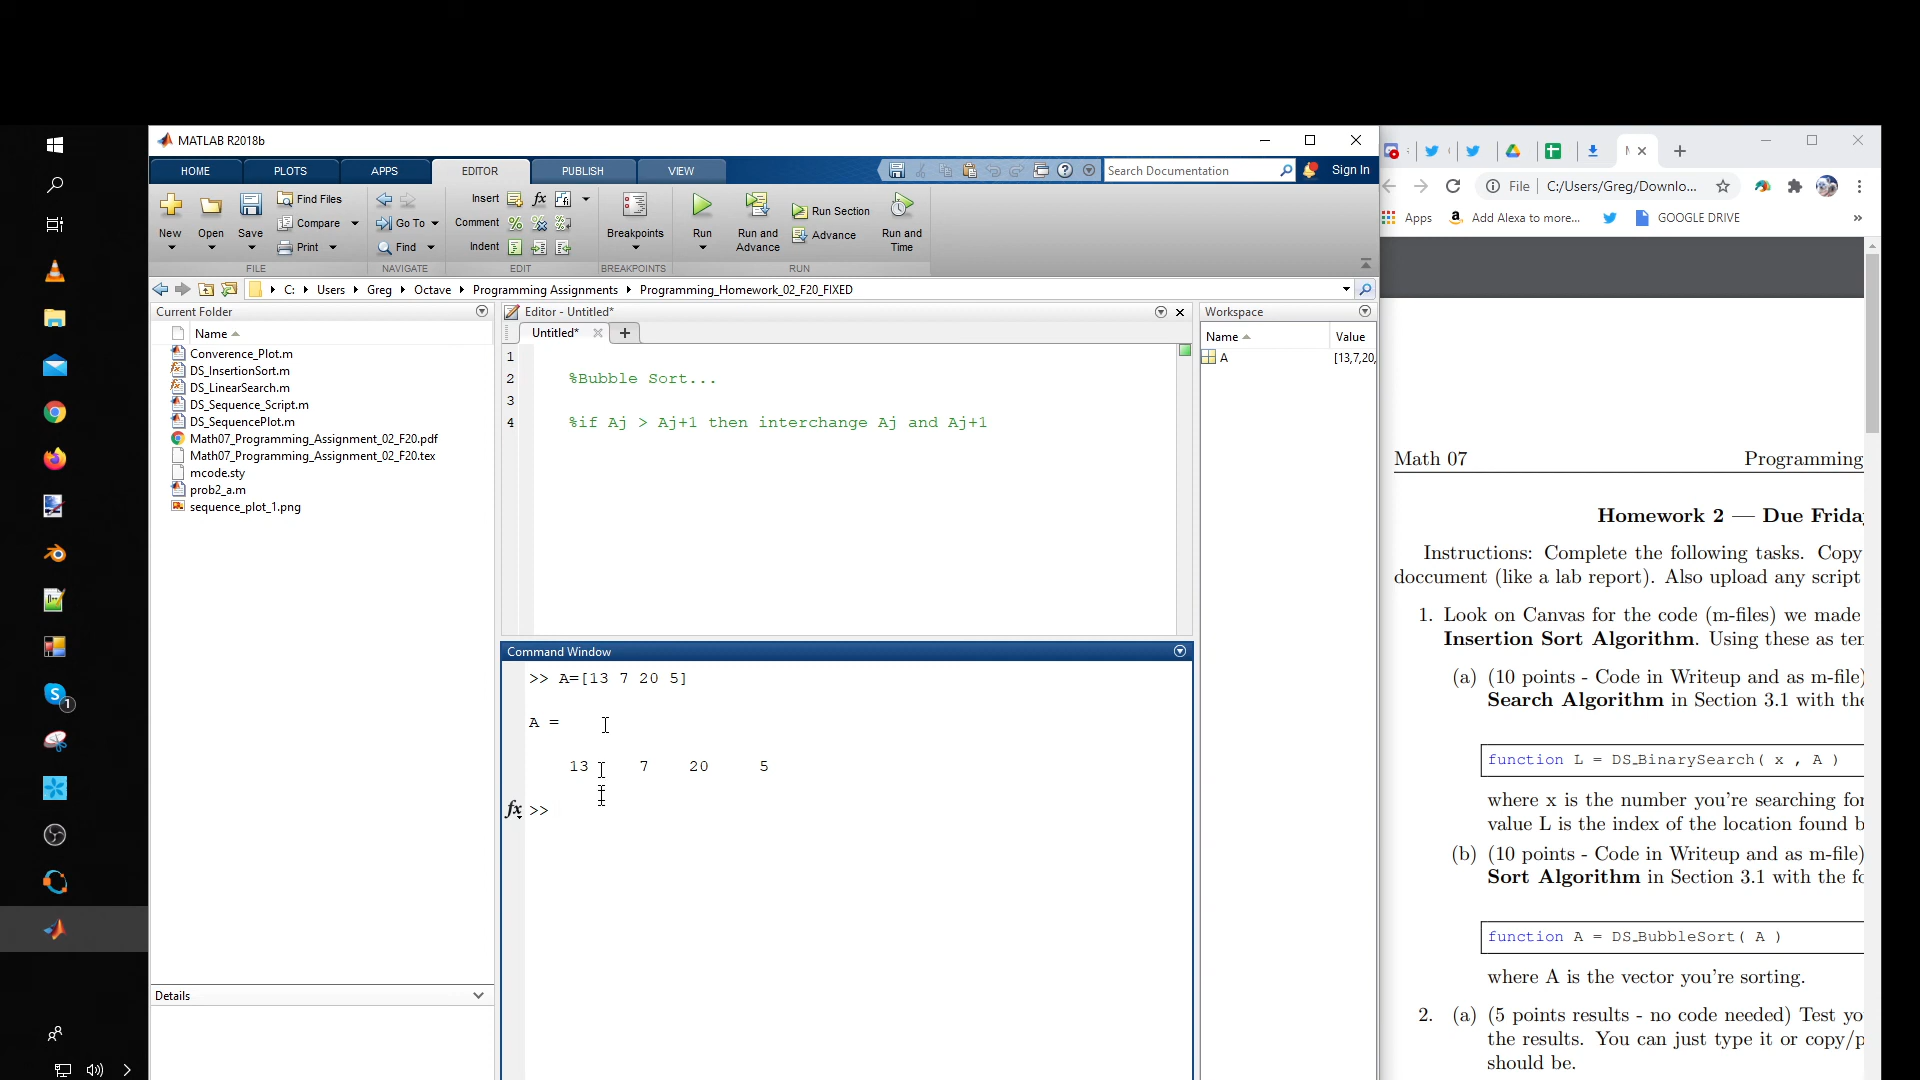 MATLAB R2018b
HOME PLOTS APPS EDITOR PUBLISH VIEW
Search Documentation
Sign In
New
Open
Save
Find Files
Compare
Print
FILE
Go To
Find
NAVIGATE
Insert
Comment
Indent
EDIT
Breakpoints
BREAKPOINTS
Run
Run and
Advance
Run Section
Advance
Run and
Time
RUN
C: Users Greg Octave Programming Assignments Programming_Homework_02_F20_FIXED
Current Folder
Name
Converence_Plot.m
DS_InsertionSort.m
DS_LinearSearch.m
DS_Sequence_Script.m
DS_SequencePlot.m
Math07_Programming_Assignment_02_F20.pdf
Math07_Programming_Assignment_02_F20.tex
mcode.sty
prob2_a.m
sequence_plot_1.png
Details
Editor - Untitled*
Untitled*
1
2 %Bubble Sort...
3
4 %if Aj > Aj+1 then interchange Aj and Aj+1
Command Window
>> A=[13 7 20 5]
A =
13 7 20 5
fx >>
Workspace
Name Value
A [13,7,20,
File C:/Users/Greg/Downlo...
Apps Add Alexa to more... GOOGLE DRIVE
Math 07 Programming
Homework 2 — Due Friday
Instructions: Complete the following tasks. Copy
doccument (like a lab report). Also upload any script
1. Look on Canvas for the code (m-files) we made
Insertion Sort Algorithm. Using these as
(a) (10 points - Code in Writeup and as m-file)
Search Algorithm in Section 3.1 with the
function L = DS_BinarySearch( x , A )
where x is the number you're searching for
value L is the index of the location found
(b) (10 points - Code in Writeup and as m-file)
Sort Algorithm in Section 3.1 with the
function A = DS_BubbleSort( A )
where A is the vector you're sorting.
2. (a) (5 points results - no code needed) Test
the results. You can just type it or
should be.
1